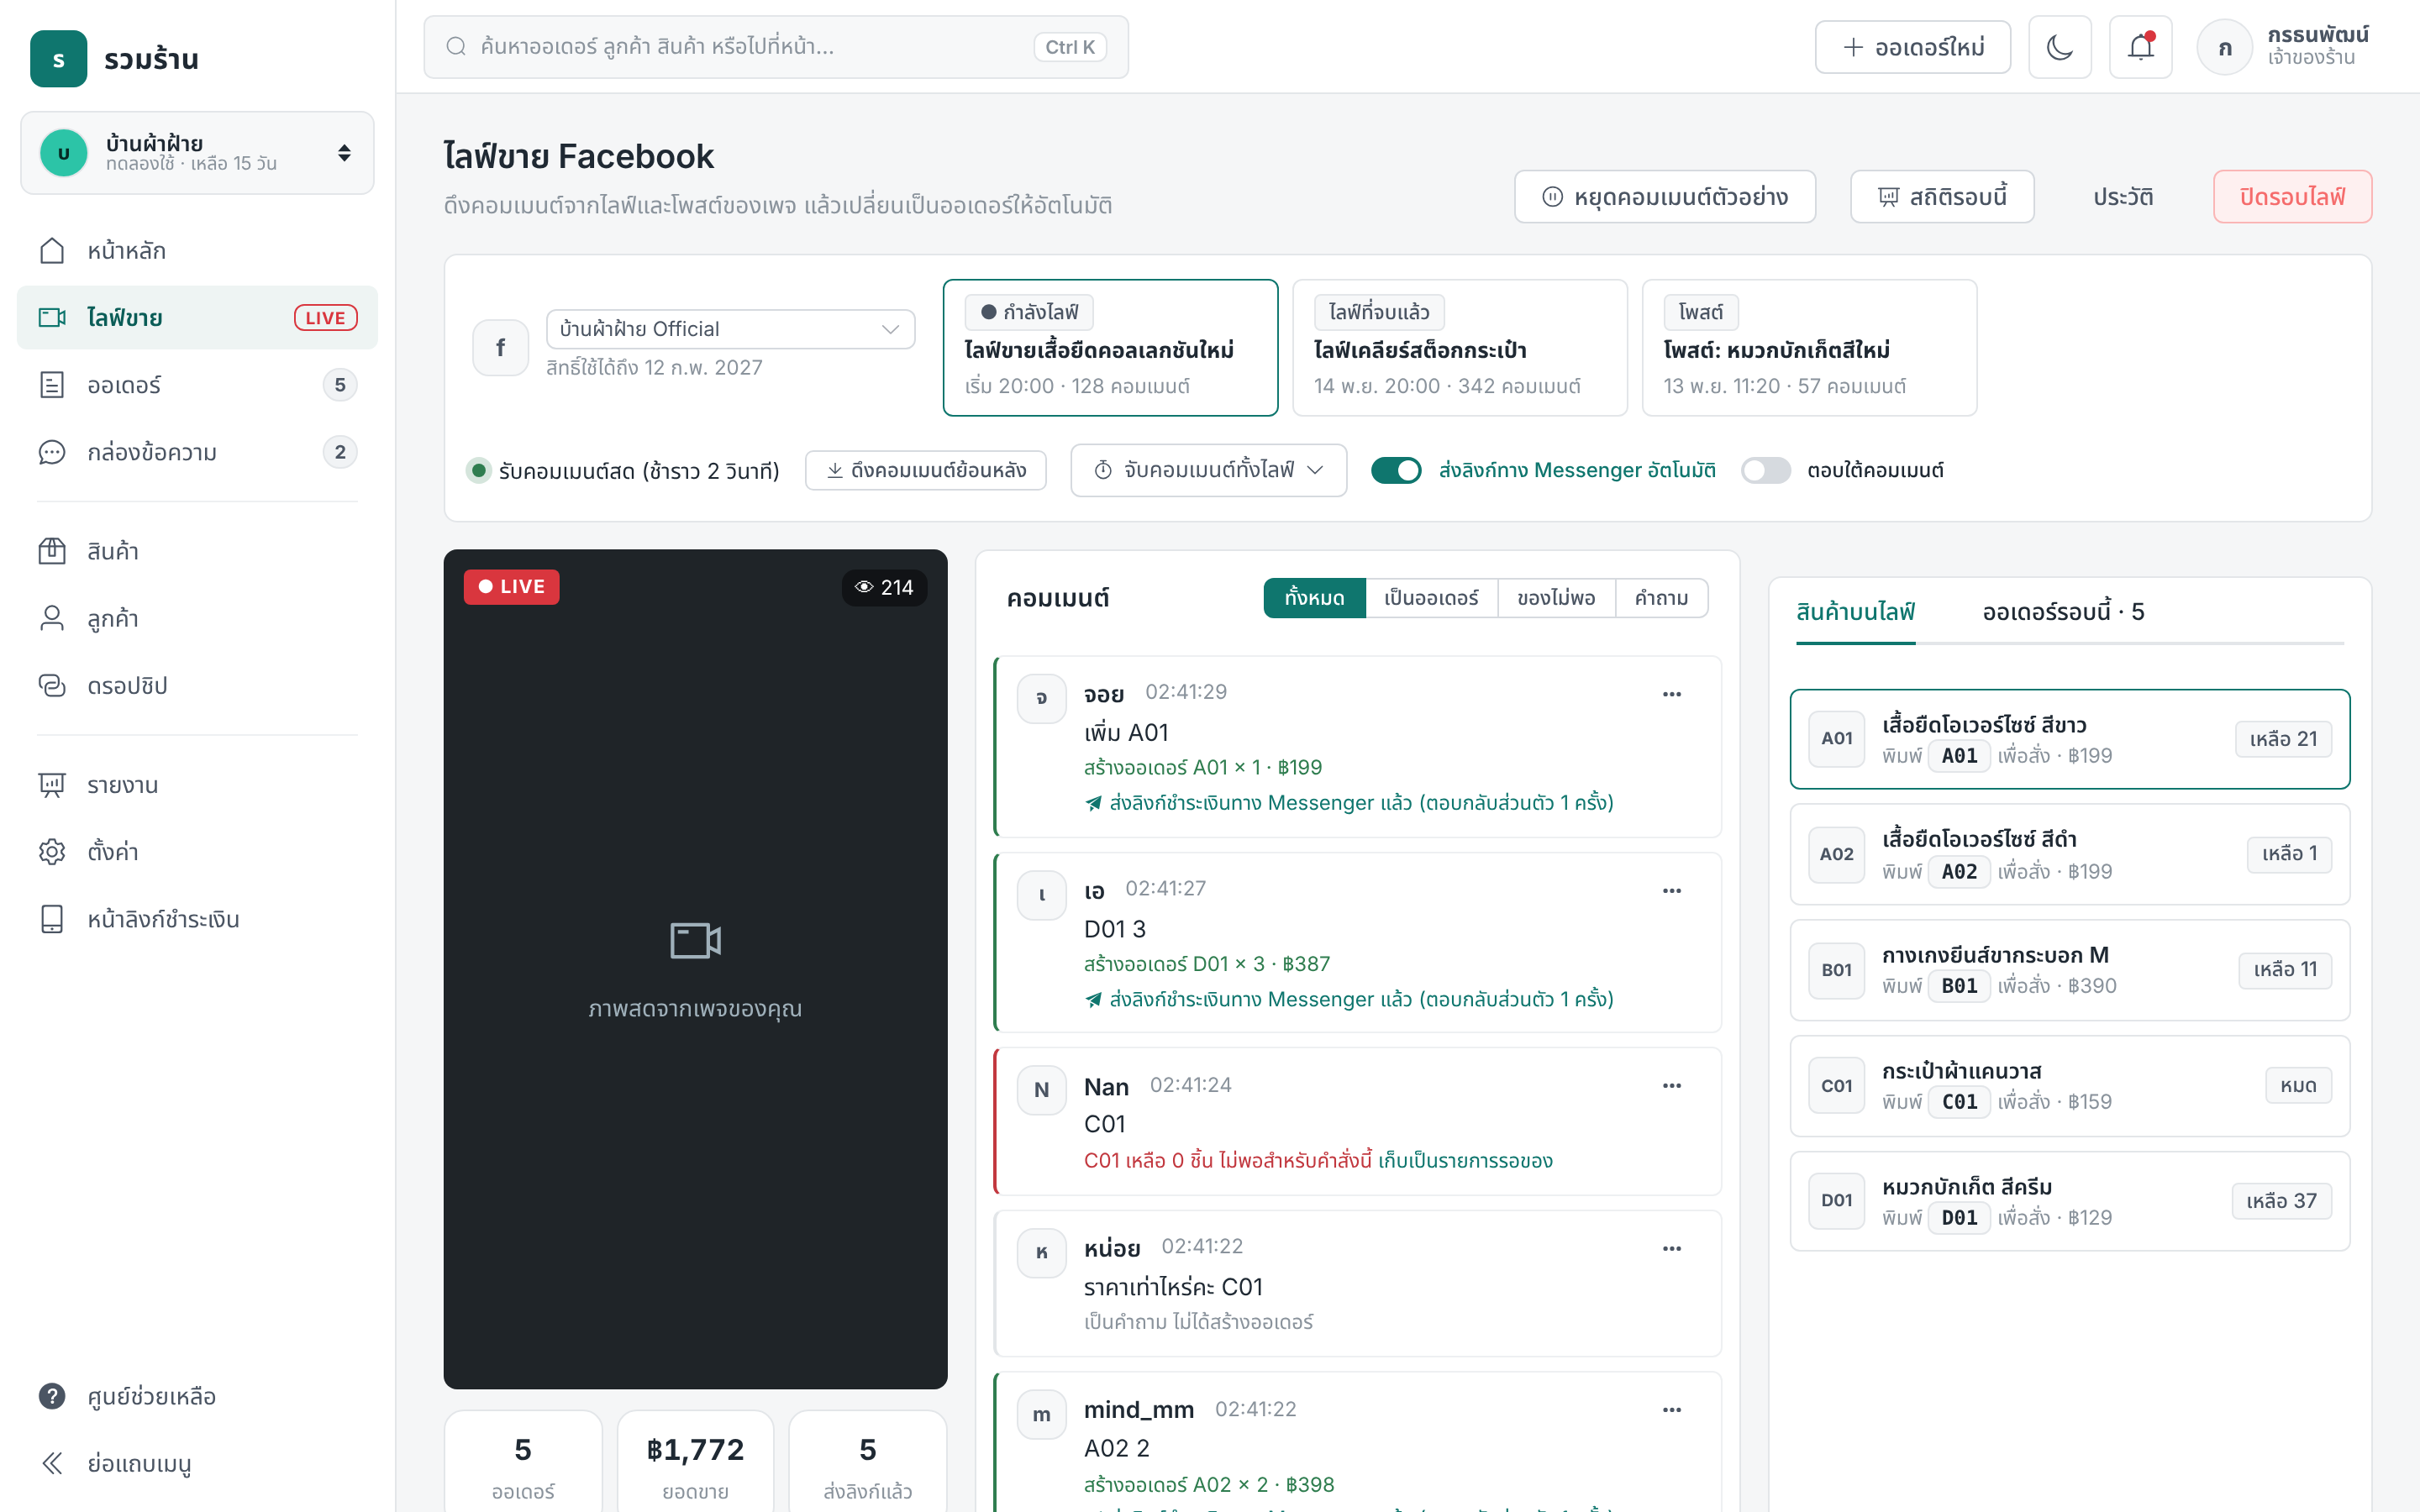 s
รวมร้าน
บ
บ้านผ้าฝ้าย
ทดลองใช้ · เหลือ 15 วัน
หน้าหลัก
ไลฟ์ขาย
LIVE
ออเดอร์
5
กล่องข้อความ
2
สินค้า
ลูกค้า
ดรอปชิป
รายงาน
ตั้งค่า
หน้าลิงก์ชำระเงิน
ศูนย์ช่วยเหลือ
ย่อแถบเมนู
ค้นหาออเดอร์ ลูกค้า สินค้า หรือไปที่หน้า...
Ctrl K
ออเดอร์ใหม่
ก
กรธนพัฒน์
เจ้าของร้าน
ไลฟ์ขาย Facebook
ดึงคอมเมนต์จากไลฟ์และโพสต์ของเพจ แล้วเปลี่ยนเป็นออเดอร์ให้อัตโนมัติ
หยุดคอมเมนต์ตัวอย่าง
สถิติรอบนี้
ประวัติ
ปิดรอบไลฟ์
f
บ้านผ้าฝ้าย Official
สิทธิ์ใช้ได้ถึง 12 ก.พ. 2027
กำลังไลฟ์
ไลฟ์ขายเสื้อยืดคอลเลกชันใหม่
เริ่ม 20:00 · 128 คอมเมนต์
ไลฟ์ที่จบแล้ว
ไลฟ์เคลียร์สต็อกกระเป๋า
14 พ.ย. 20:00 · 342 คอมเมนต์
โพสต์
โพสต์: หมวกบักเก็ตสีใหม่
13 พ.ย. 11:20 · 57 คอมเมนต์
รับคอมเมนต์สด (ช้าราว 2 วินาที)
ดึงคอมเมนต์ย้อนหลัง
จับคอมเมนต์ทั้งไลฟ์
ส่งลิงก์ทาง Messenger อัตโนมัติ
ตอบใต้คอมเมนต์
LIVE
214
ภาพสดจากเพจของคุณ
5
ออเดอร์
฿1,772
ยอดขาย
5
ส่งลิงก์แล้ว
คอมเมนต์
ทั้งหมด
เป็นออเดอร์
ของไม่พอ
คำถาม
จ
จอย 02:41:29
เพิ่ม A01
สร้างออเดอร์ A01 × 1 · ฿199
ส่งลิงก์ชำระเงินทาง Messenger แล้ว (ตอบกลับส่วนตัว 1 ครั้ง)
เ
เอ 02:41:27
D01 3
สร้างออเดอร์ D01 × 3 · ฿387
ส่งลิงก์ชำระเงินทาง Messenger แล้ว (ตอบกลับส่วนตัว 1 ครั้ง)
N
Nan 02:41:24
C01
C01 เหลือ 0 ชิ้น ไม่พอสำหรับคำสั่งนี้ เก็บเป็นรายการรอของ
ห
หน่อย 02:41:22
ราคาเท่าไหร่คะ C01
เป็นคำถาม ไม่ได้สร้างออเดอร์
m
mind_mm 02:41:22
A02 2
สร้างออเดอร์ A02 × 2 · ฿398
สินค้าบนไลฟ์
ออเดอร์รอบนี้ · 5
A01
เสื้อยืดโอเวอร์ไซซ์ สีขาว
พิมพ์ A01 เพื่อสั่ง · ฿199
เหลือ 21
A02
เสื้อยืดโอเวอร์ไซซ์ สีดำ
พิมพ์ A02 เพื่อสั่ง · ฿199
เหลือ 1
B01
กางเกงยีนส์ขากระบอก M
พิมพ์ B01 เพื่อสั่ง · ฿390
เหลือ 11
C01
กระเป๋าผ้าแคนวาส
พิมพ์ C01 เพื่อสั่ง · ฿159
หมด
D01
หมวกบักเก็ต สีครีม
พิมพ์ D01 เพื่อสั่ง · ฿129
เหลือ 37